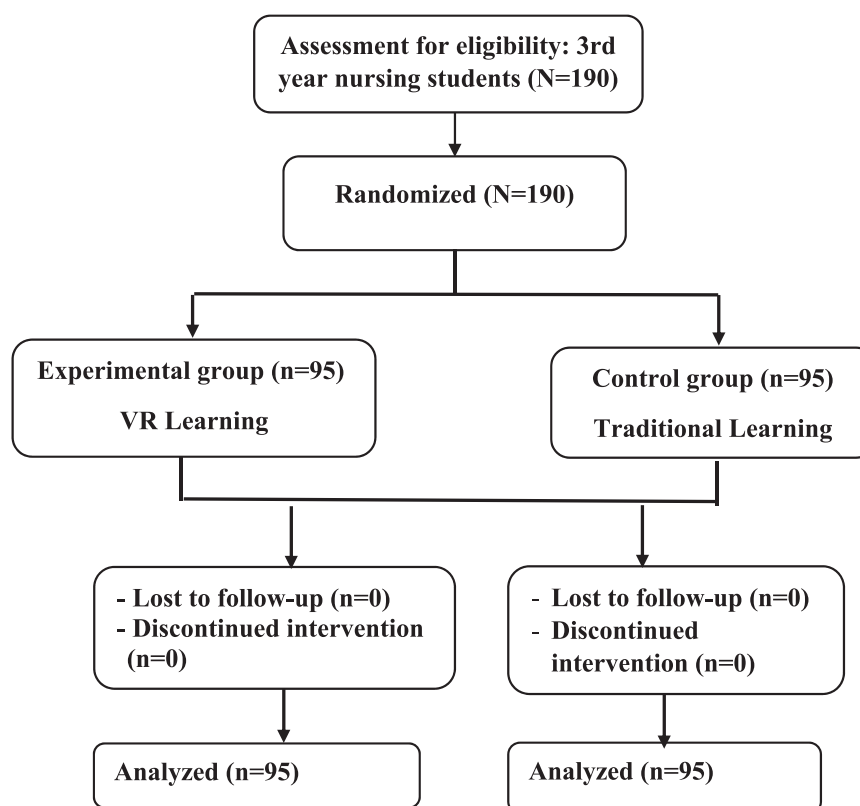 Assessment for eligibility: 3rd
year nursing students (N=190)
Randomized (N=190)
Experimental group (n=95)
VR Learning
Control group (n=95)
Traditional Learning
- Lost to follow-up (n=0)
- Discontinued intervention
(n=0)
- Lost to follow-up (n=0)
- Discontinued
intervention (n=0)
Analyzed (n=95)
Analyzed (n=95)